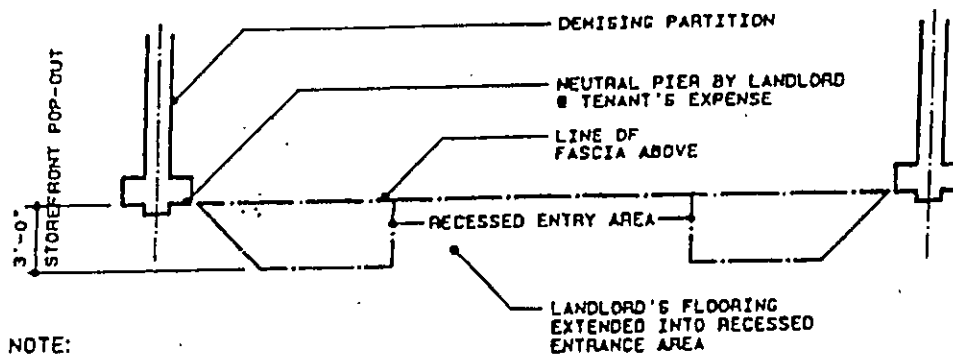 DEMISING PARTITION
STOREFRONT POP-OUT
3'-0"
NEUTRAL PIER BY LANDLORD
@ TENANT'S EXPENSE
LINE OF
FASCIA ABOVE
RECESSED ENTRY AREA
LANDLORD'S FLOORING
EXTENDED INTO RECESSED
ENTRANCE AREA
NOTE: